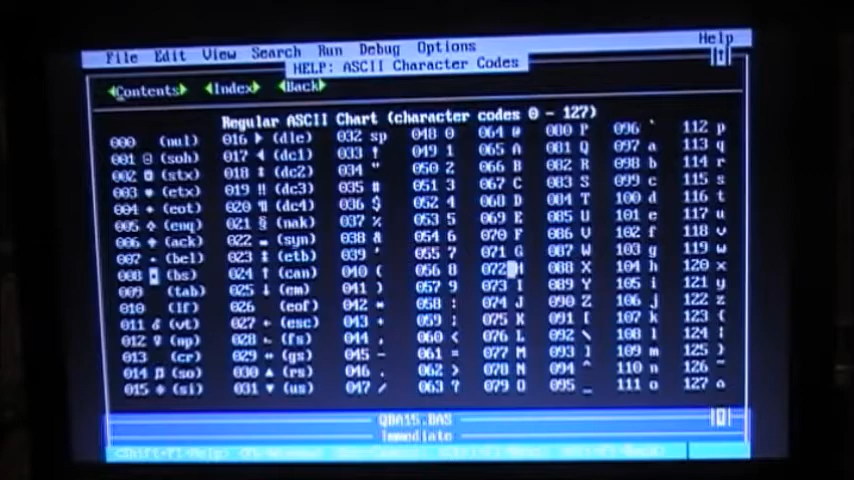 File Edit View Search Run Debug Options Help
HELP: ASCII Character Codes
◄Contents► ◄Index► ◄Back►
Regular ASCII Chart (character codes 0 - 127)
000 (nul) 016 ► (dle) 032 sp 048 0 064 @ 080 P 096 ` 112 p
001 ☺ (soh) 017 ◄ (dc1) 033 ! 049 1 065 A 081 Q 097 a 113 q
002 ☻ (stx) 018 ↕ (dc2) 034 " 050 2 066 B 082 R 098 b 114 r
003 ♥ (etx) 019 ‼ (dc3) 035 # 051 3 067 C 083 S 099 c 115 s
004 ♦ (eot) 020 ¶ (dc4) 036 $ 052 4 068 D 084 T 100 d 116 t
005 ♣ (enq) 021 § (nak) 037 % 053 5 069 E 085 U 101 e 117 u
006 ♠ (ack) 022 ▬ (syn) 038 & 054 6 070 F 086 V 102 f 118 v
007 • (bel) 023 ↨ (etb) 039 ' 055 7 071 G 087 W 103 g 119 w
008 ◘ (bs) 024 ↑ (can) 040 ( 056 8 072 H 088 X 104 h 120 x
009 (tab) 025 ↓ (em) 041 ) 057 9 073 I 089 Y 105 i 121 y
010 (lf) 026 (eof) 042 * 058 : 074 J 090 Z 106 j 122 z
011 ♂ (vt) 027 ← (esc) 043 + 059 ; 075 K 091 [ 107 k 123 {
012 ♀ (np) 028 ∟ (fs) 044 , 060 < 076 L 092 \ 108 l 124 |
013 (cr) 029 ↔ (gs) 045 - 061 = 077 M 093 ] 109 m 125 }
014 ♫ (so) 030 ▲ (rs) 046 . 062 > 078 N 094 ^ 110 n 126 ~
015 ☼ (si) 031 ▼ (us) 047 / 063 ? 079 O 095 _ 111 o 127 ⌂
QBA15.BAS
Immediate
<Shift+F1=Help>